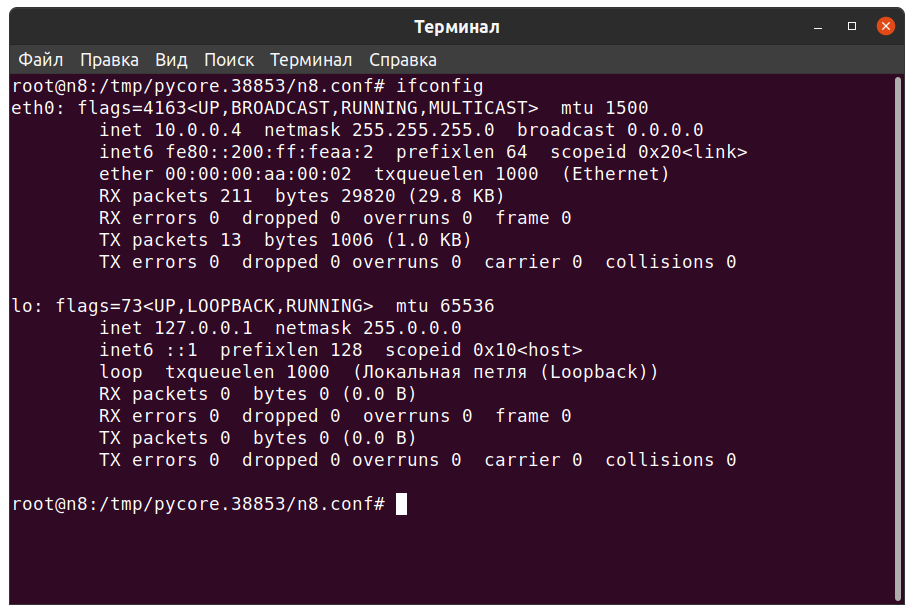 Терминал
Файл Правка Вид Поиск Терминал Справка
root@n8:/tmp/pycore.38853/n8.conf# ifconfig
eth0: flags=4163<UP,BROADCAST,RUNNING,MULTICAST>  mtu 1500
        inet 10.0.0.4  netmask 255.255.255.0  broadcast 0.0.0.0
        inet6 fe80::200:ff:feaa:2  prefixlen 64  scopeid 0x20<link>
        ether 00:00:00:aa:00:02  txqueuelen 1000  (Ethernet)
        RX packets 211  bytes 29820 (29.8 KB)
        RX errors 0  dropped 0  overruns 0  frame 0
        TX packets 13  bytes 1006 (1.0 KB)
        TX errors 0  dropped 0 overruns 0  carrier 0  collisions 0

lo: flags=73<UP,LOOPBACK,RUNNING>  mtu 65536
        inet 127.0.0.1  netmask 255.0.0.0
        inet6 ::1  prefixlen 128  scopeid 0x10<host>
        loop  txqueuelen 1000  (Локальная петля (Loopback))
        RX packets 0  bytes 0 (0.0 B)
        RX errors 0  dropped 0  overruns 0  frame 0
        TX packets 0  bytes 0 (0.0 B)
        TX errors 0  dropped 0 overruns 0  carrier 0  collisions 0

root@n8:/tmp/pycore.38853/n8.conf#